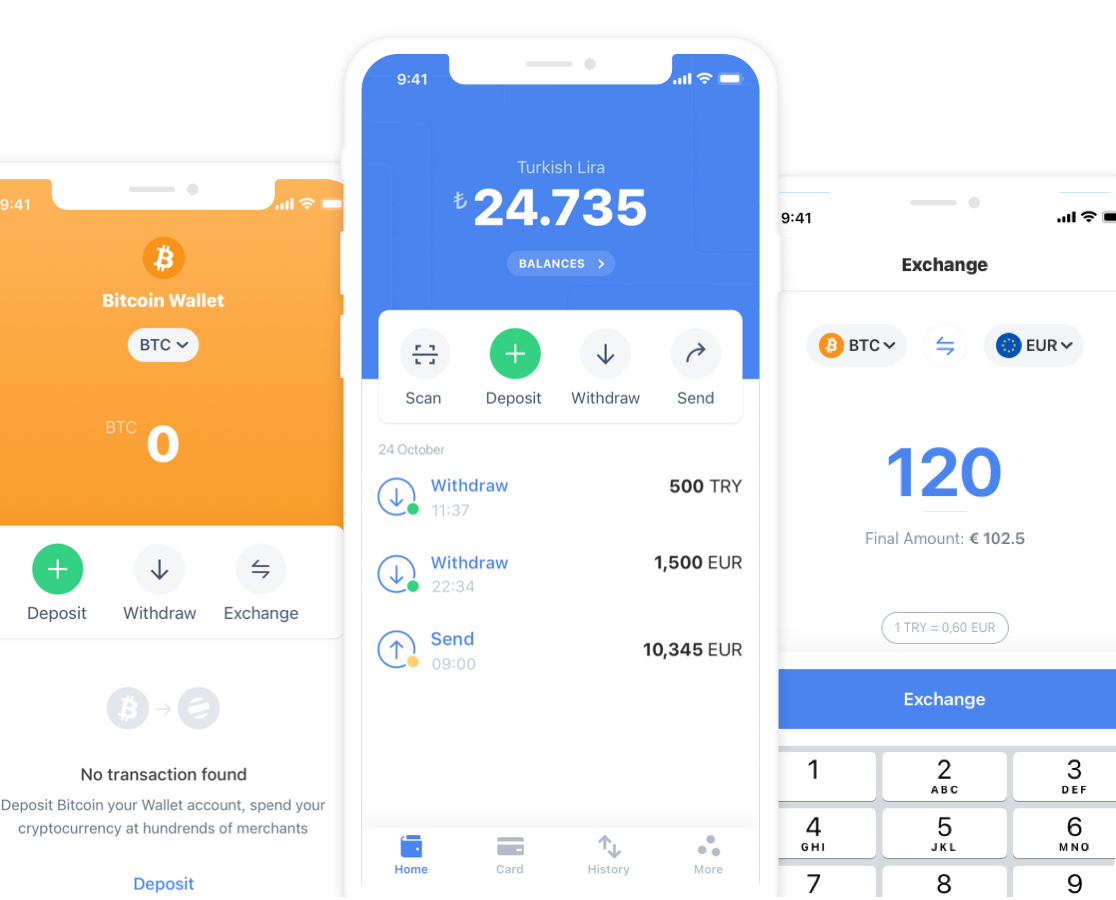 9:41
Bitcoin Wallet
BTC
BTC
0
Deposit
Withdraw
Exchange
No transaction found
Deposit Bitcoin your Wallet account, spend your
cryptocurrency at hundrends of merchants
Deposit
9:41
Turkish Lira
₺ 24.735
BALANCES
Scan
Deposit
Withdraw
Send
24 October
Withdraw
500 TRY
11:37
Withdraw
1,500 EUR
22:34
Send
10,345 EUR
09:00
Home
Card
History
More
9:41
Exchange
BTC
EUR
120
Final Amount: € 102.5
1 TRY = 0,60 EUR
Exchange
1
2
ABC
3
DEF
4
GHI
5
JKL
6
MNO
7
8
9